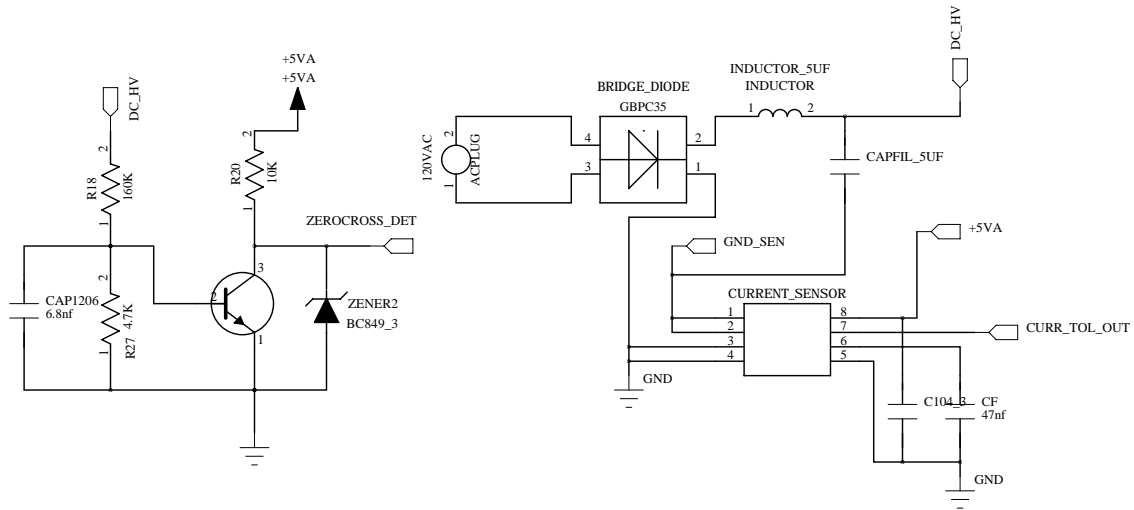 +5VA
+5VA
DC_HV
2
R18
160K
1
2
R20
10K
1
ZEROCROSS_DET
CAP1206
6.8nf
2
R27
4.7K
1
2
3
1
ZENER2
BC849_3
120VAC
2
ACPLUG
1
BRIDGE_DIODE
GBPC35
4
3
2
1
INDUCTOR_5UF
INDUCTOR
1
2
DC_HV
CAPFIL_5UF
GND_SEN
+5VA
CURRENT_SENSOR
1
2
3
4
8
7
6
5
CURR_TOL_OUT
GND
C104_3
CF
47nf
GND